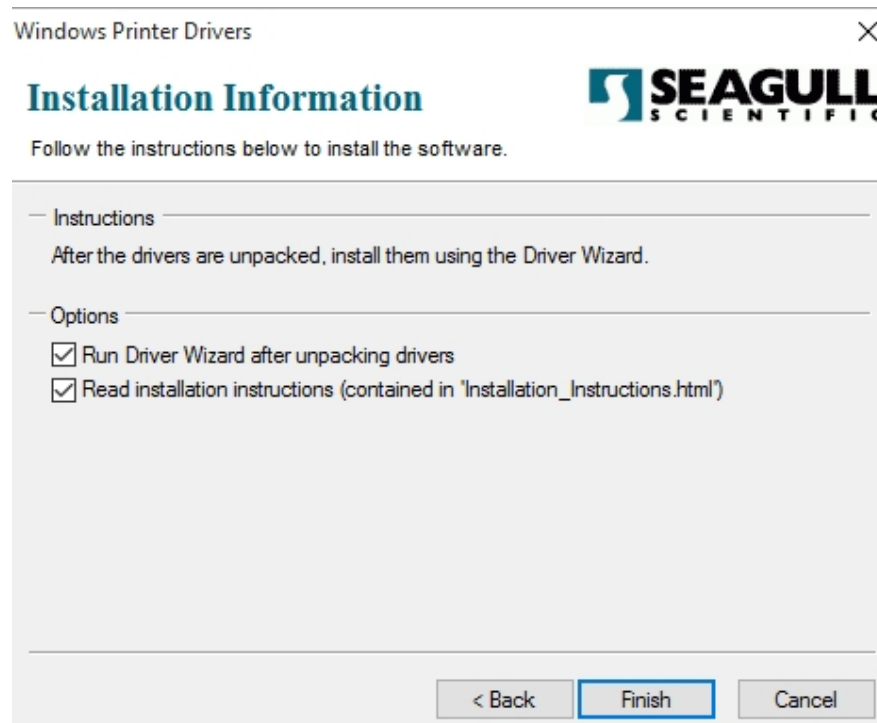 Windows Printer Drivers
Installation Information
SEAGULL
SCIENTIFIC
Follow the instructions below to install the software.
Instructions
After the drivers are unpacked, install them using the Driver Wizard.
Options
Run Driver Wizard after unpacking drivers
Read installation instructions (contained in 'Installation_Instructions.html')
< Back Finish Cancel